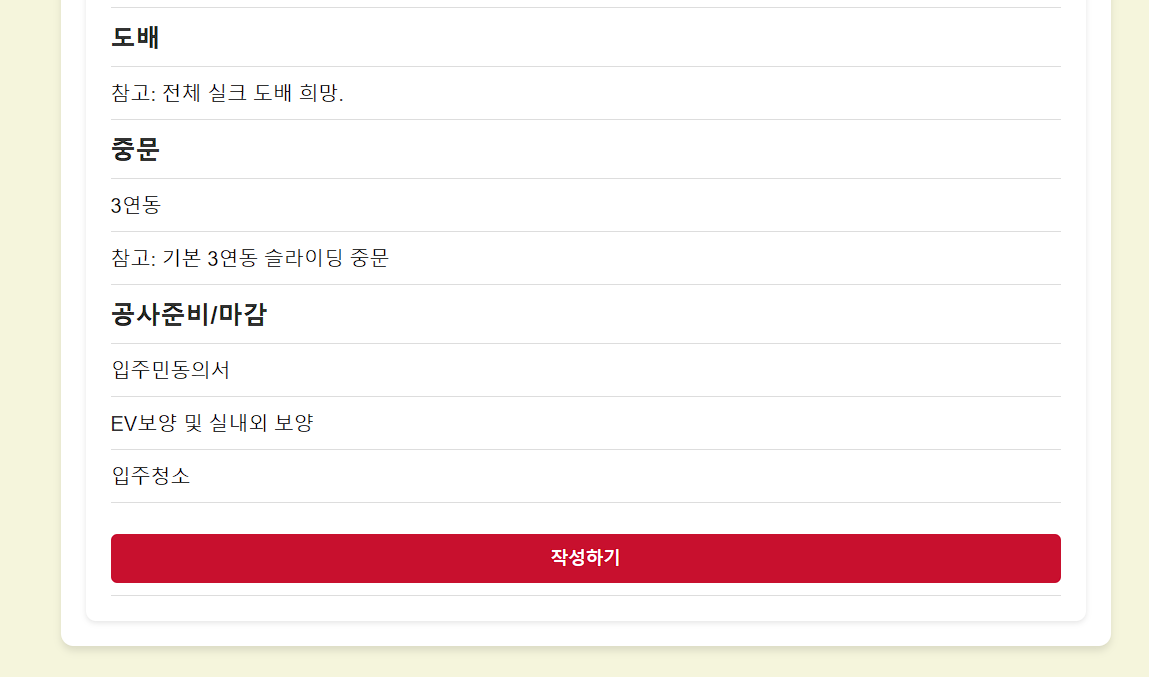 도배
참고: 전체 실크 도배 희망.
중문
3연동
참고: 기본 3연동 슬라이딩 중문
공사준비/마감
입주민동의서
EV보양 및 실내외 보양
입주청소
작성하기